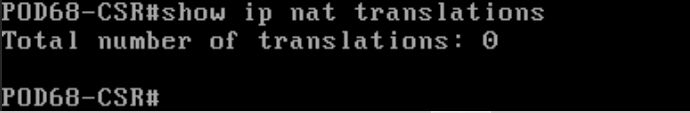 POD68-CSR#show ip nat translations
Total number of translations: 0
POD68-CSR#